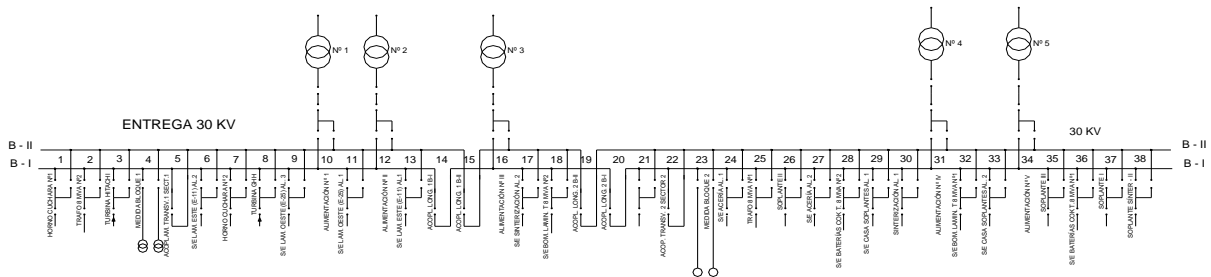 Nº 1
Nº 2
Nº 3
Nº 4
Nº 5
ENTREGA 30 KV
30 KV
B - II
B - I
B - II
B - I
1 2 3 4 5 6 7 8 9 10 11 12 13 14 15 16 17 18 19 20 21 22 23 24 25 26 27 28 29 30 31 32 33 34 35 36 37 38
HORNO CUCHARA Nº1
TRAFO 8 MVA Nº2
TURBINA HITACHI
MEDIDA BLOQUE 1
ACOPLAM. TRANSV. 1 SECT.1
S/E LAM. ESTE (E-11) AL.2
HORNO CUCHARA Nº2
TURBINA GHH
S/E LAM. OESTE (E-25) AL. 3
ALIMENTACIÓN Nº 1
S/E LAM. OESTE (E-25) AL. 1
ALIMENTACIÓN Nº II
S/E LAM. ESTE (E-11) AL.1
ACOPL. LONG. 1 B-I
ACOPL. LONG. 1 B-II
ALIMENTACIÓN Nº III
S/E SINTERIZACIÓN AL. 2
S/E BOM. LAMIN. T. 8 MVA Nº2
ACOPL. LONG. 2 B-II
ACOPL. LONG. 2 B-I
ACOP. TRANSV. 2 SECTOR 2
MEDIDA BLOQUE 2
S/E ACERÍA AL. 1
TRAFO 8 MVA Nº1
SOPLANTE II
S/E ACERÍA AL. 2
S/E BATERÍAS COK T. 8 MVA Nº2
S/E CASA SOPLANTES AL. 1
SINTERIZACIÓN AL. 1
ALIMENTACIÓN Nº IV
S/E BOM. LAMIN. T. 8 MVA Nº1
S/E CASA SOPLANTES AL. 2
ALIMENTACIÓN Nº V
SOPLANTE III
S/E BATERÍAS COK T. 8 MVA Nº1
SOPLANTE I
SOPLANTE SINTER - II